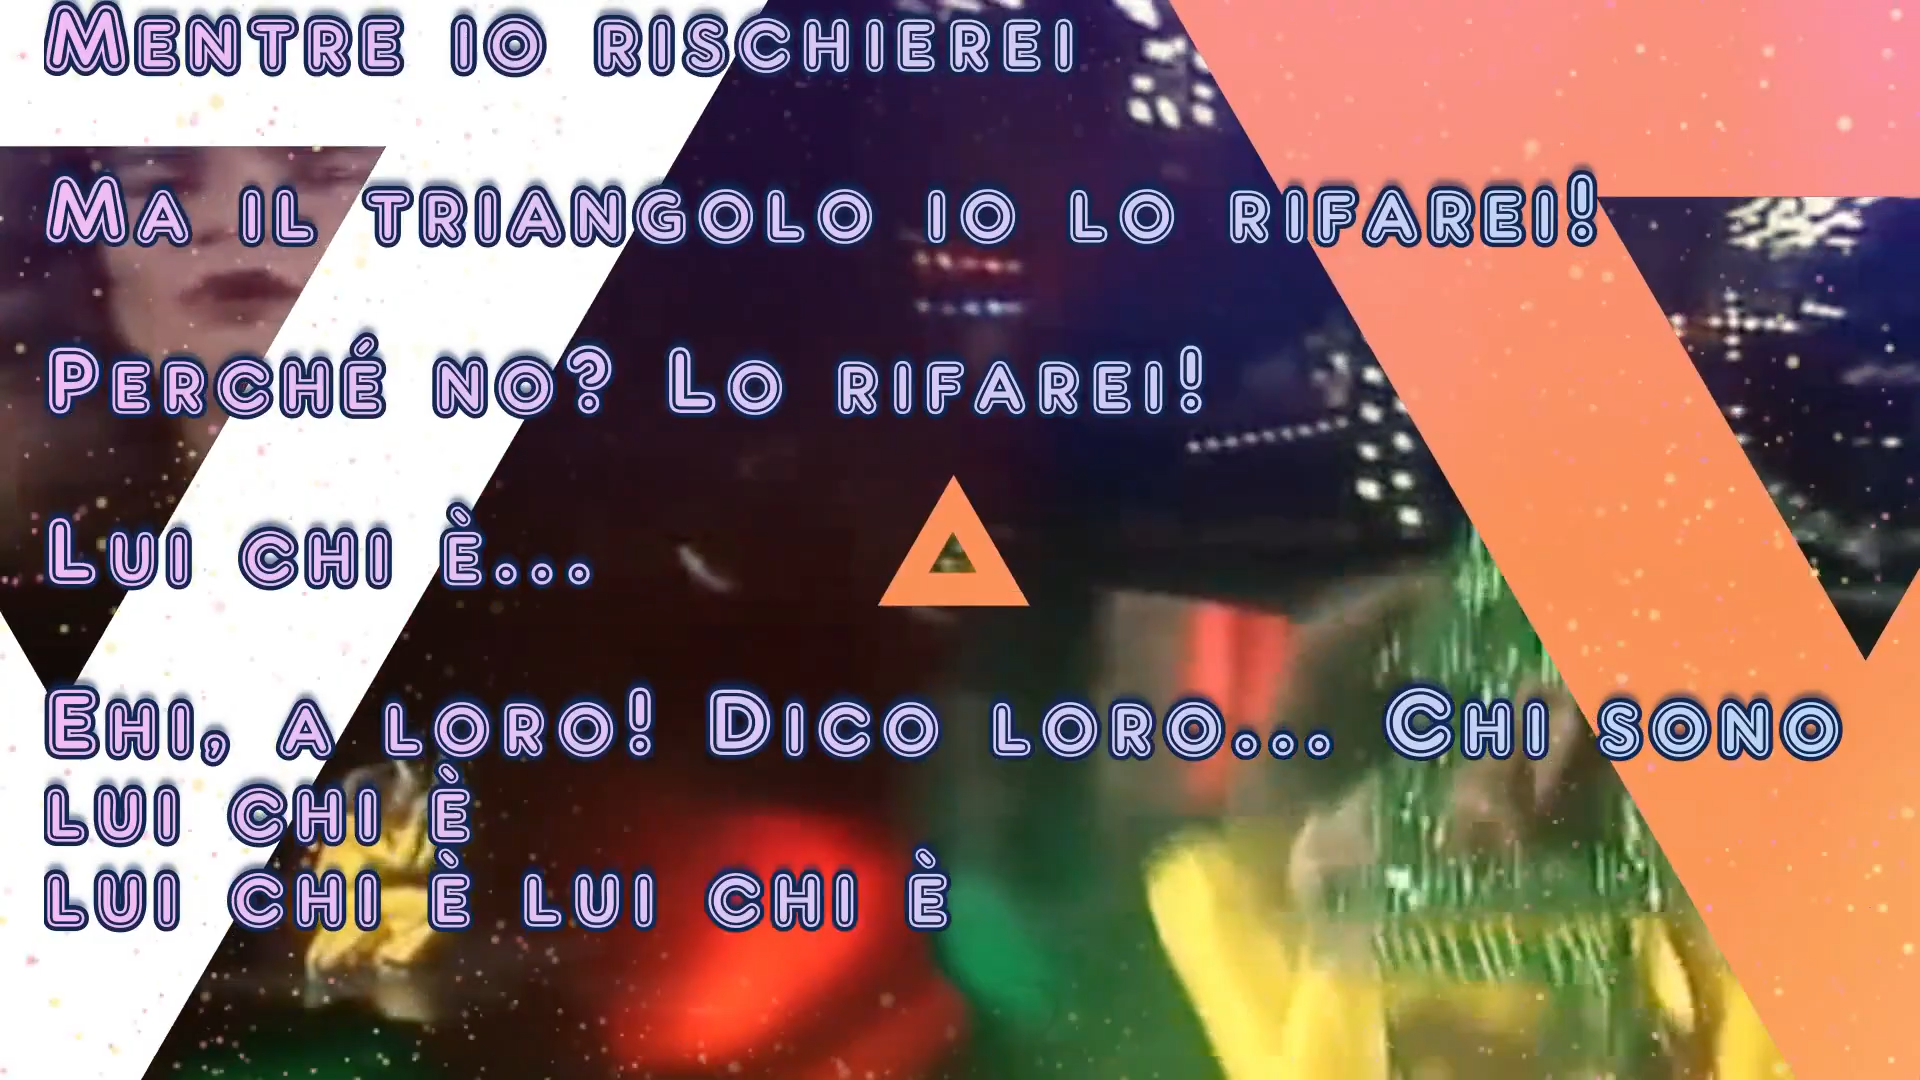 Mentre io rischierei
Ma il triangolo io lo rifarei!
Perché no? Lo rifarei!
Lui chi è...
Ehi, a loro! Dico loro... Chi sono
lui chi è
lui chi è lui chi è